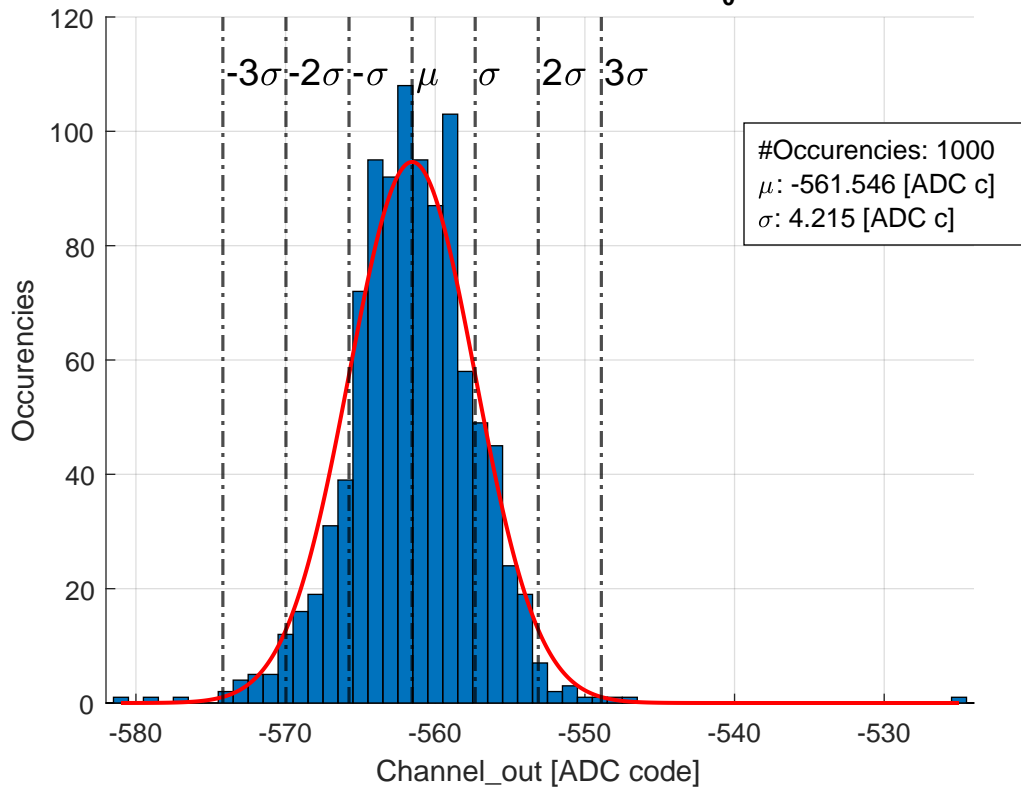 120
-3σ -2σ -σ μ σ 2σ 3σ
100
#Occurencies: 1000
μ: -561.546 [ADC c]
σ: 4.215 [ADC c]
80
60
40
20
0
Occurencies
-580 -570 -560 -550 -540 -530
Channel_out [ADC code]